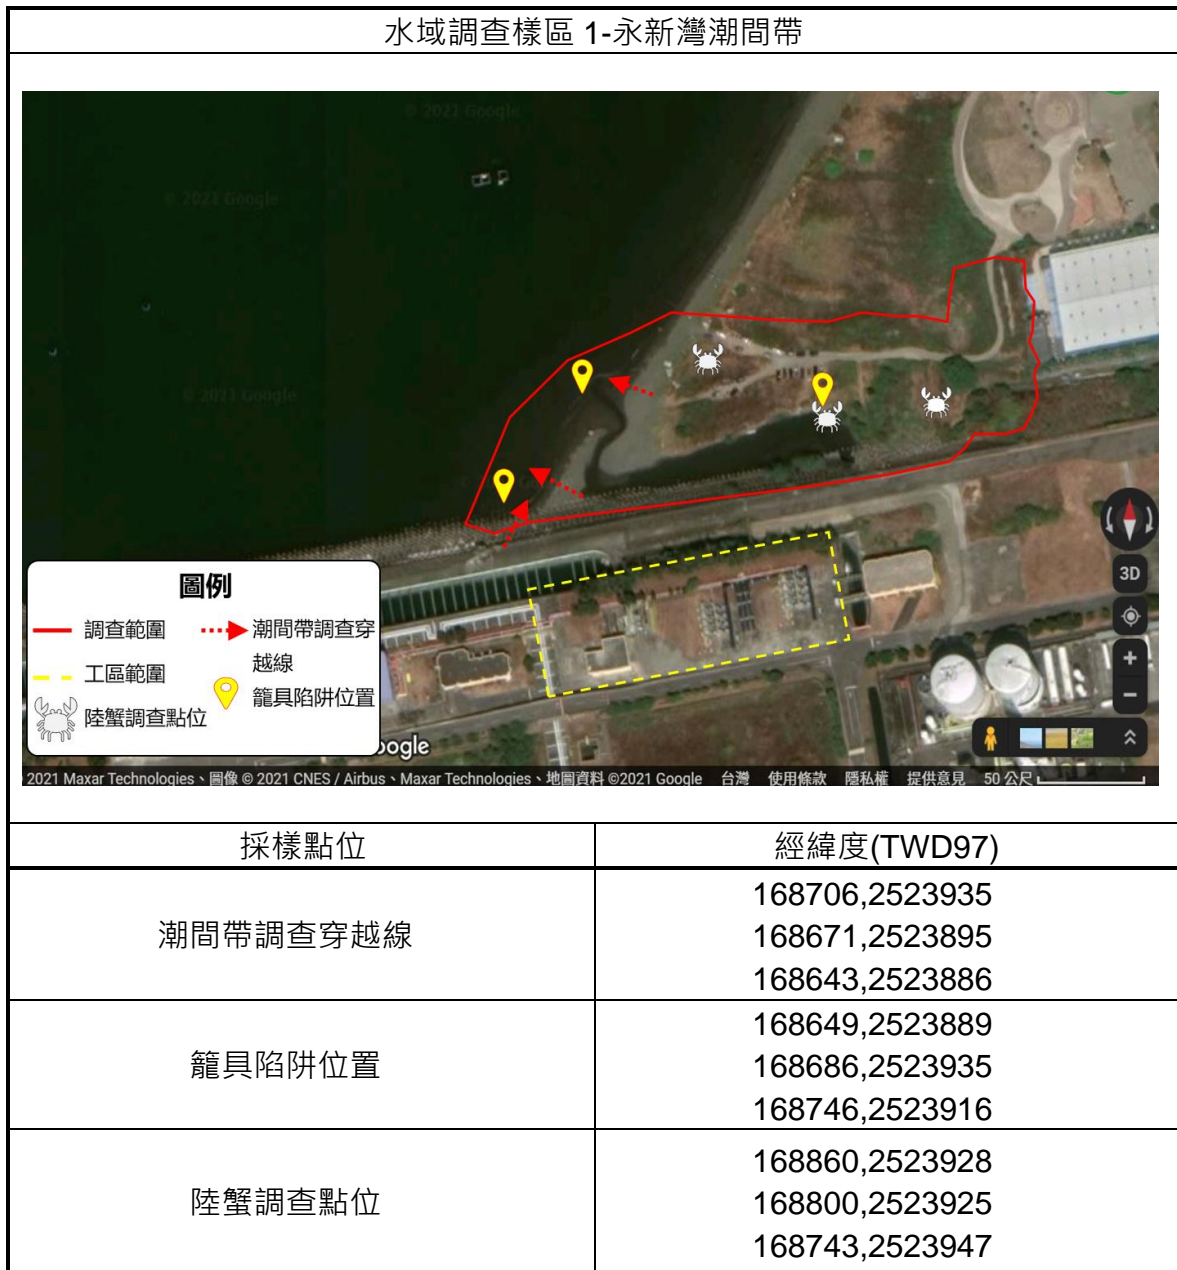 水域調查樣區 1-永新灣潮間帶
© 2021 Google
© 2021 Google
© 2021 Google
圖例
調查範圍
潮間帶調查穿
越線
工區範圍
籠具陷阱位置
陸蟹調查點位
3D
+
−
oogle
2021 Maxar Technologies、圖像 © 2021 CNES / Airbus、Maxar Technologies、地圖資料 ©2021 Google 台灣 使用條款 隱私權 提供意見 50 公尺
採樣點位 經緯度(TWD97)
潮間帶調查穿越線
168706,2523935
168671,2523895
168643,2523886
籠具陷阱位置
168649,2523889
168686,2523935
168746,2523916
陸蟹調查點位
168860,2523928
168800,2523925
168743,2523947